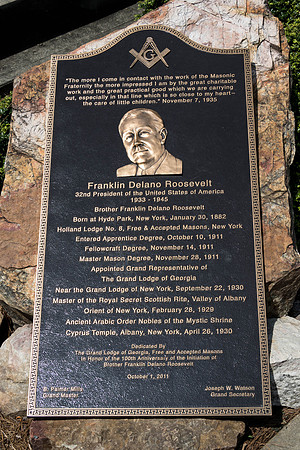 G
"The more I come in contact with the work of the Masonic
Fraternity the more impressed I am by the great charitable
work and the great practical good which we are carrying
out, especially in that line which is so close to my heart--
the care of little children." November 7, 1935
Franklin Delano Roosevelt
32nd President of the United States of America
1933 - 1945
Brother Franklin Delano Roosevelt
Born at Hyde Park, New York, January 30, 1882
Holland Lodge No. 8, Free & Accepted Masons, New York
Entered Apprentice Degree, October 10, 1911
Fellowcraft Degree, November 14, 1911
Master Mason Degree, November 28, 1911
Appointed Grand Representative of
The Grand Lodge of Georgia
Near the Grand Lodge of New York, September 22, 1930
Master of the Royal Secret Scottish Rite, Valley of Albany
Orient of New York, February 28, 1929
Ancient Arabic Order Nobles of the Mystic Shrine
Cyprus Temple, Albany, New York, April 26, 1930
Dedicated By
The Grand Lodge of Georgia, Free and Accepted Masons
In Honor of the 100th Anniversary of the Initiation of
Brother Franklin Delano Roosevelt
October 1, 2011
B. Palmer Mills
Grand Master
Joseph W. Watson
Grand Secretary